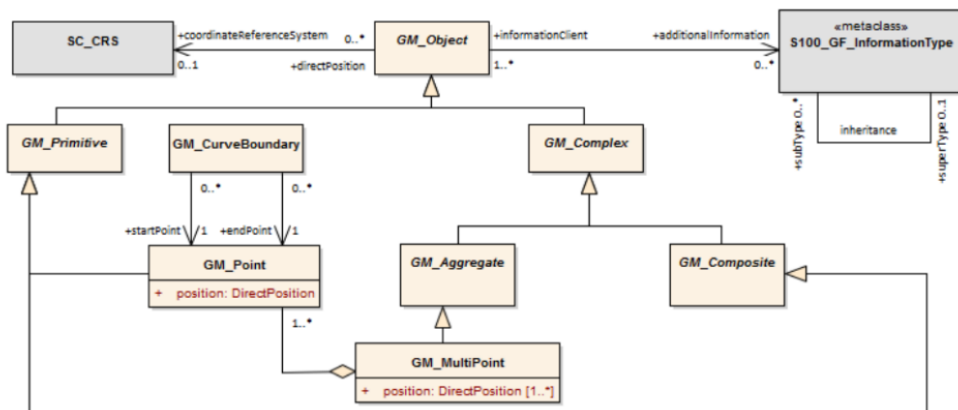 SC_CRS
+coordinateReferenceSystem
0..*
0..1
+directPosition
GM_Object
+informationClient
1..*
+additionalInformation
0..*
«metaclass»
S100_GF_InformationType
+subType 0..*
inheritance
+superType 0..1
GM_Primitive
GM_CurveBoundary
GM_Complex
0..*
0..*
+startPoint
1
+endPoint
1
GM_Point
+ position: DirectPosition
GM_Aggregate
GM_Composite
1..*
GM_MultiPoint
+ position: DirectPosition [1..*]